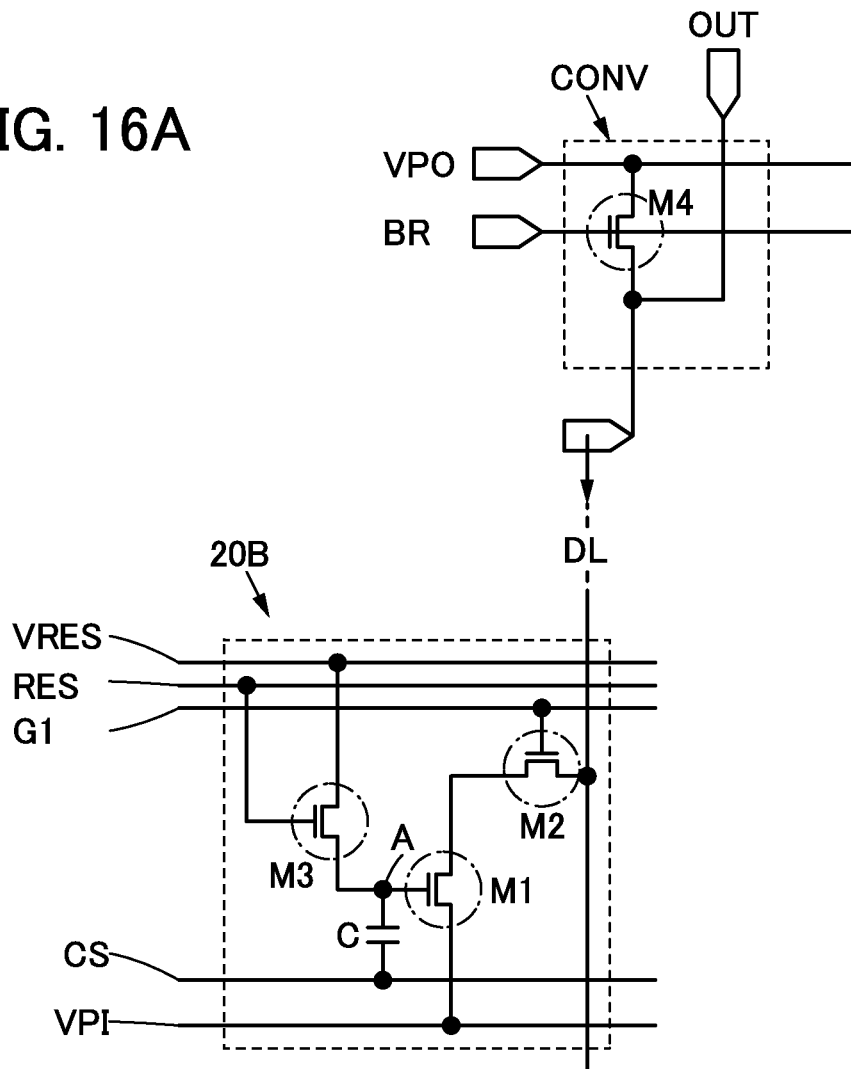 OUT
CONV
IG. 16A
VPO
M4
BR
DL
20B
VRES
RES
G1
M2
A
M3
M1
C
CS
VPI